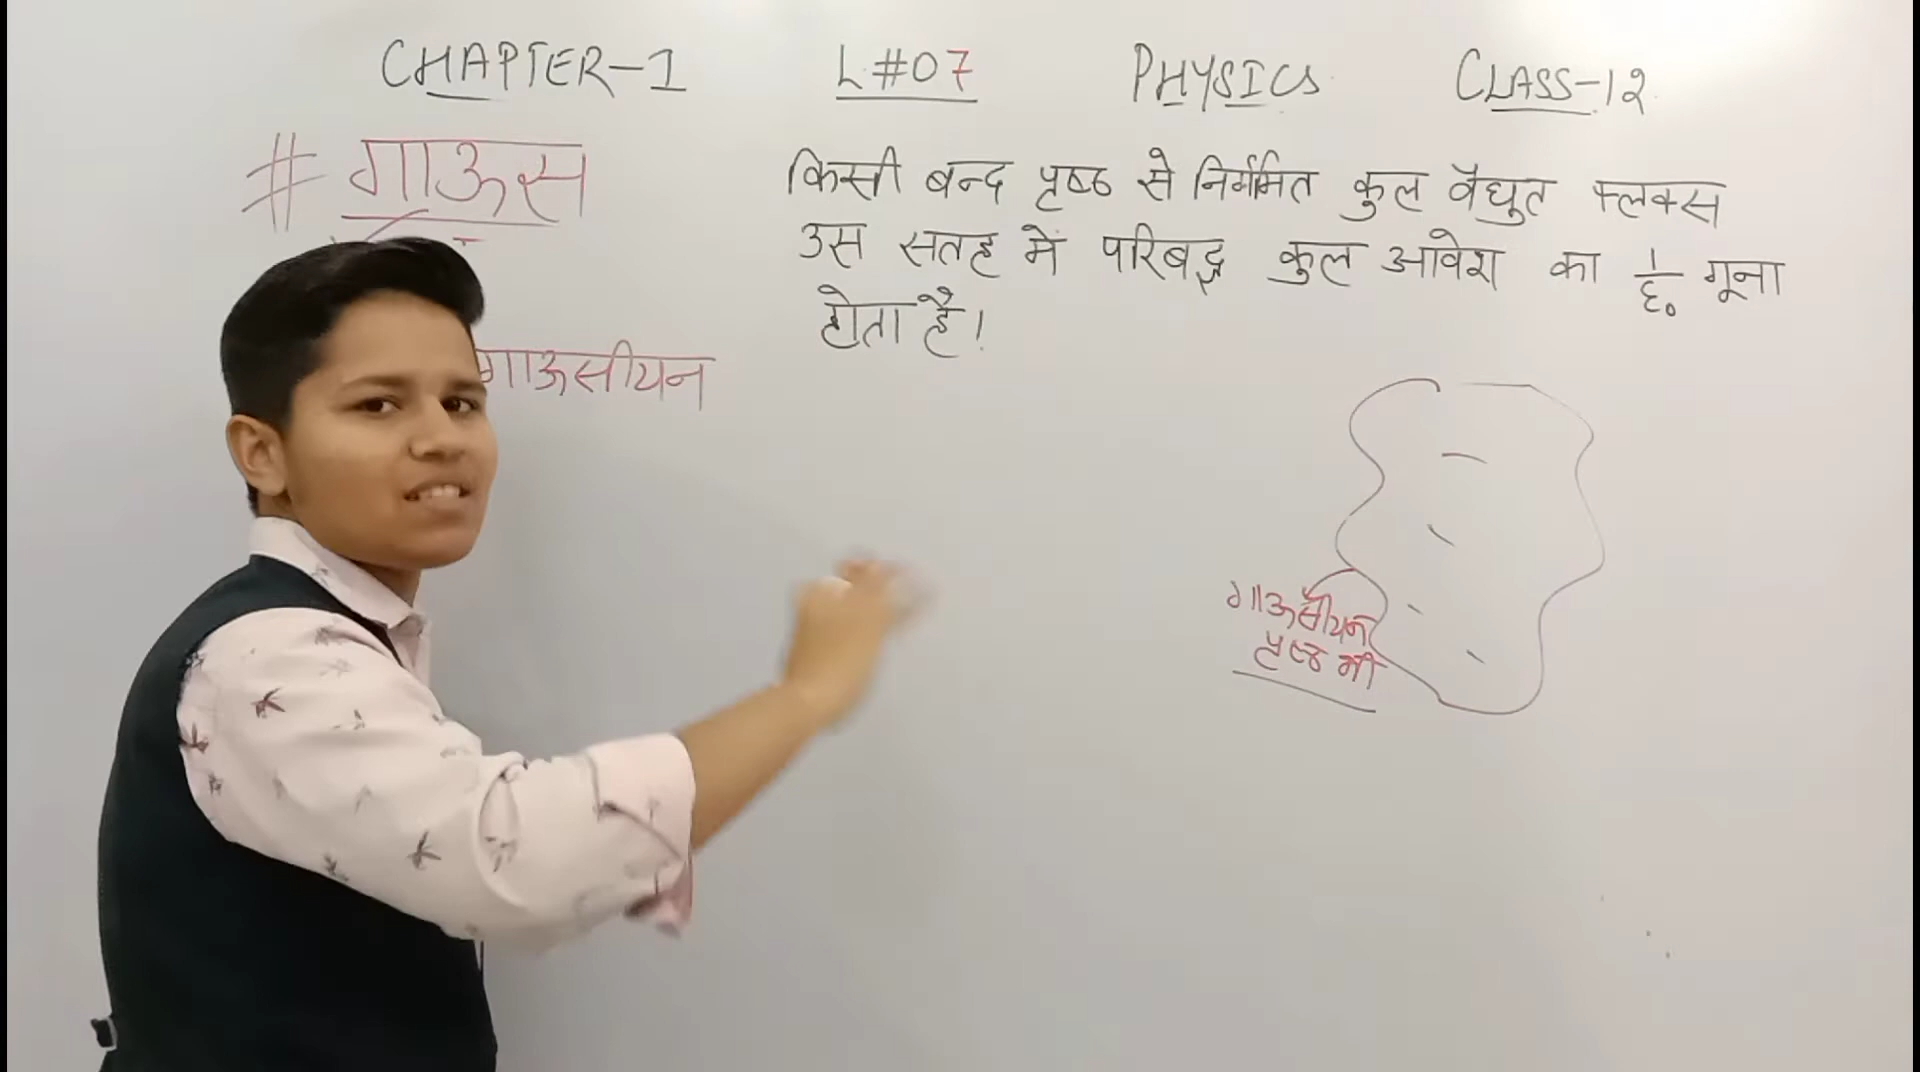 CHAPTER-1 L#07 PHYSICS CLASS-12
# गाऊस
किसी बन्द पृष्ठ से निर्गमित कुल वैद्युत फ्लक्स
उस सतह में परिबद्ध कुल आवेश का 1/ε₀ गूना
होता है।
गाऊसीयन
गाऊसीयन
पृष्ठ भी